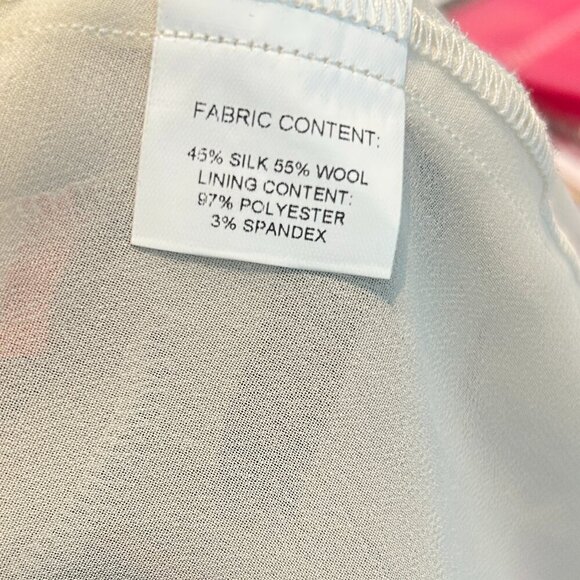 FABRIC CONTENT:
45% SILK 55% WOOL
LINING CONTENT:
97% POLYESTER
3% SPANDEX